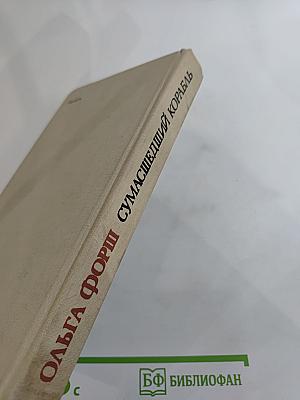 ОЛЬГА ФОРШ СУМАСШЕДШИЙ КОРАБЛЬ
с
БФ БИБЛИОФАН